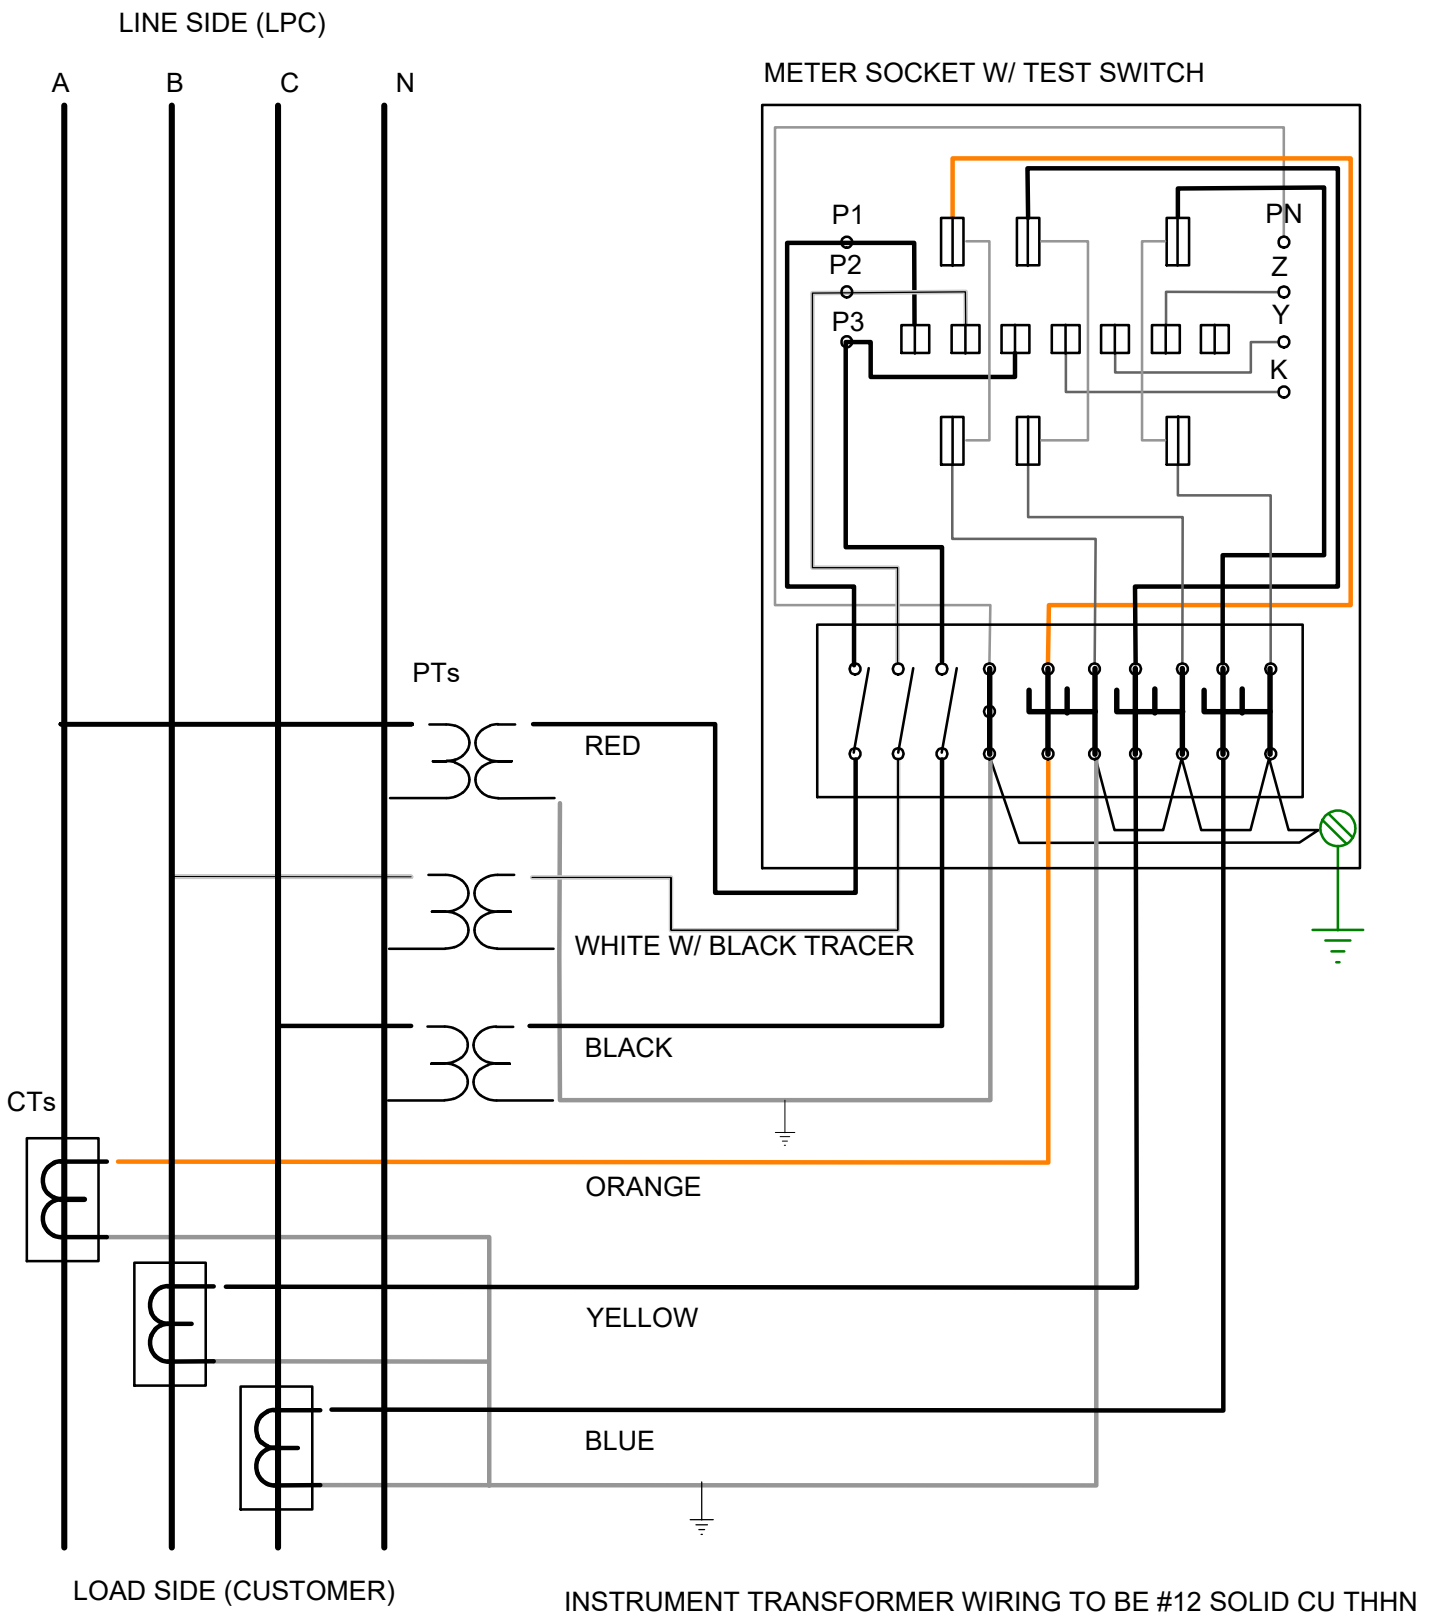 LINE SIDE (LPC)
METER SOCKET W/ TEST SWITCH
A
B
C
N
P1
PN
P2
Z
P3
Y
K
PTs
RED
WHITE W/ BLACK TRACER
BLACK
CTs
ORANGE
YELLOW
BLUE
LOAD SIDE (CUSTOMER)
INSTRUMENT TRANSFORMER WIRING TO BE #12 SOLID CU THHN